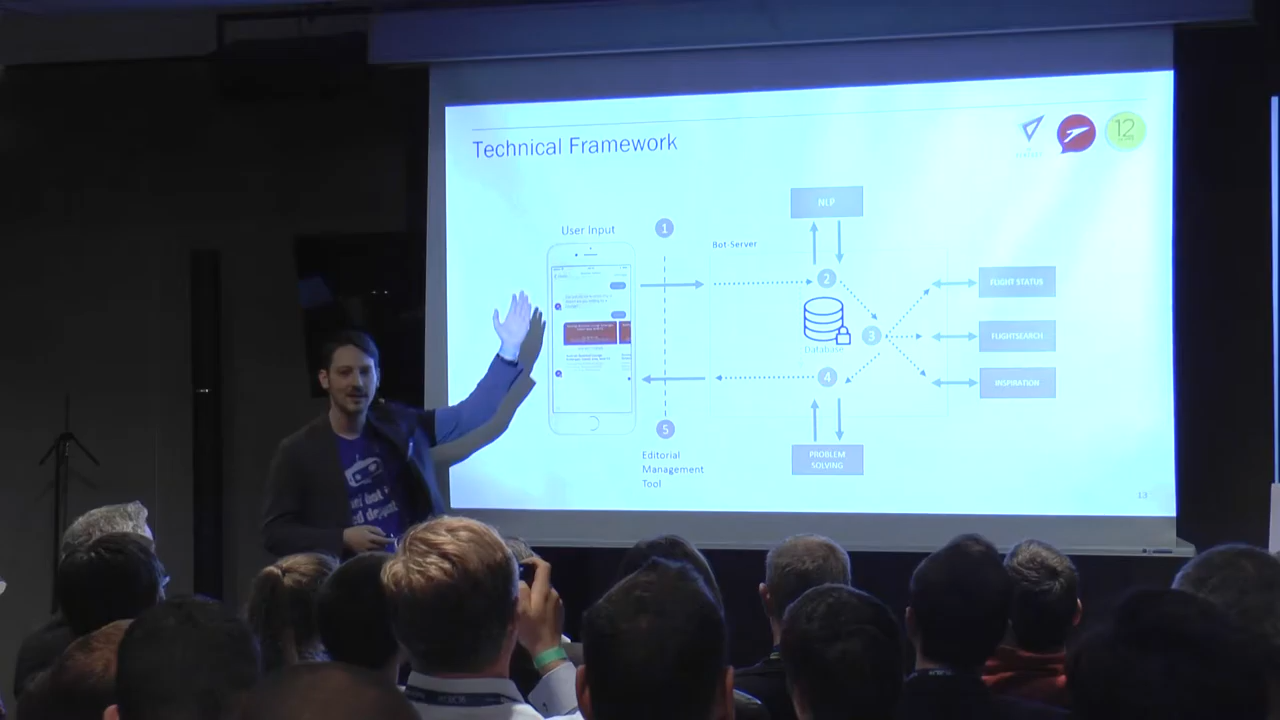 Technical Framework
12
User Input
1
NLP
Bot-Server
2
FLIGHT STATUS
Database
3
FLIGHTSEARCH
4
INSPIRATION
5
Editorial
Management
Tool
PROBLEM
SOLVING
13